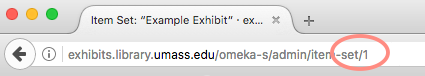 Item Set: “Example Exhibit” · ex…
exhibits.library.umass.edu/omeka-s/admin/item-set/1